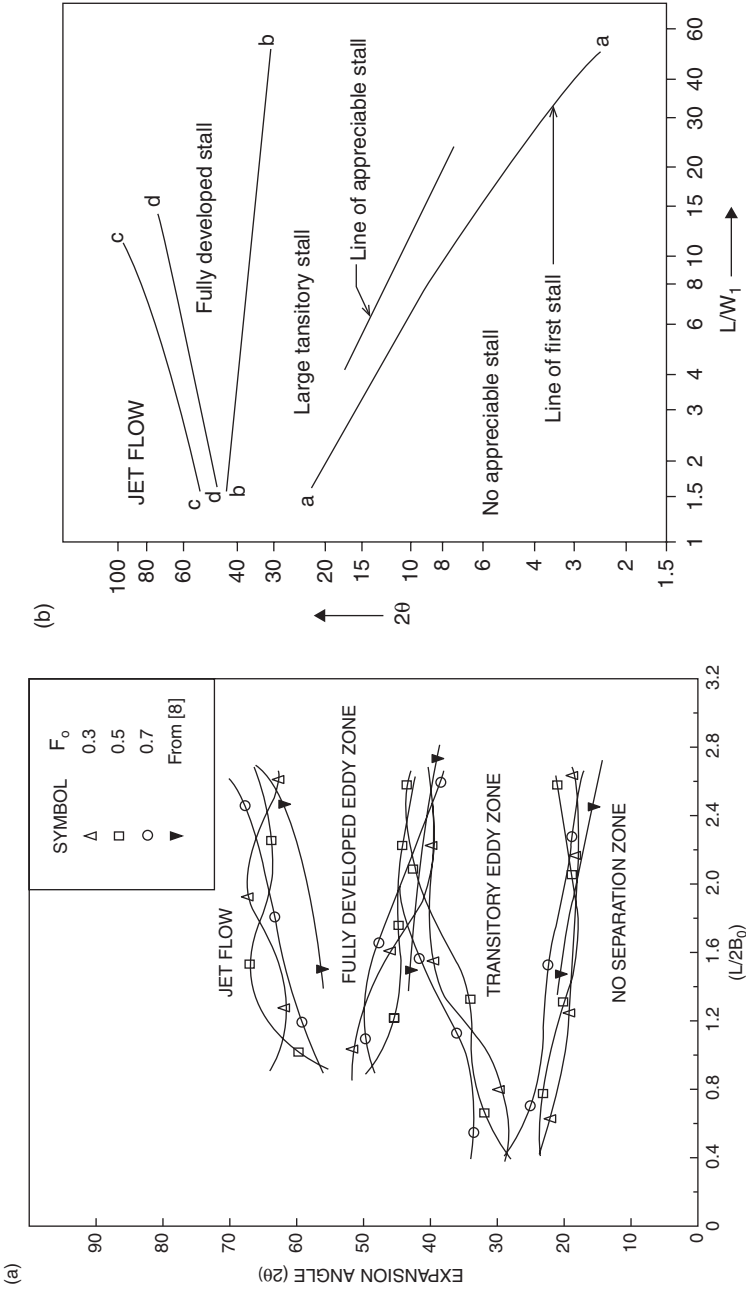 (a)
EXPANSION ANGLE (2θ)
90
80
70
60
50
40
30
20
10
0
0.4
0.8
1.2
1.6
2.0
2.4
2.8
3.2
(L/2B0)
SYMBOL F0
△ 0.3
□ 0.5
○ 0.7
▼ From [8]
JET FLOW
FULLY DEVELOPED EDDY ZONE
TRANSITORY EDDY ZONE
NO SEPARATION ZONE
(b)
2θ
100
80
60
40
30
20
15
10
8
6
4
3
2
1.5
1
1.5
2
3
4
6
8
10
15
20
30
40
60
L/W1
JET FLOW
c
c
d
d
Fully developed stall
b
b
Large tansitory stall
Line of appreciable stall
a
a
No appreciable stall
Line of first stall